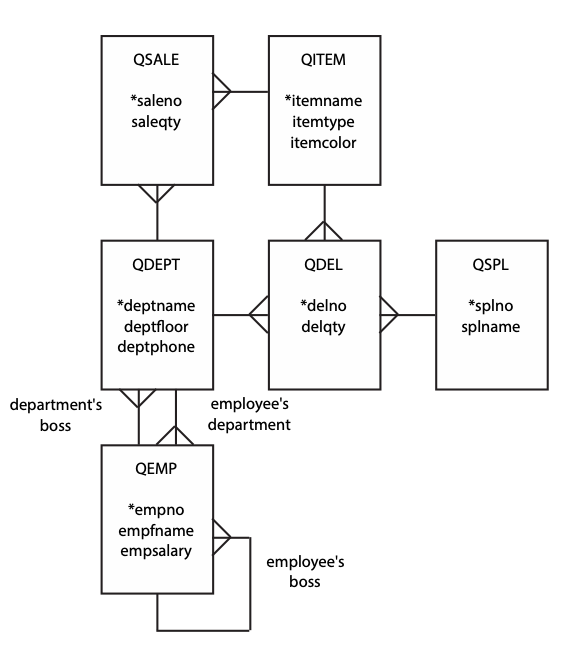 QSALE
*saleno
saleqty
QITEM
*itemname
itemtype
itemcolor
QDEPT
*deptname
deptfloor
deptphone
QDEL
*delno
delqty
QSPL
*splno
splname
department's
boss
employee's
department
QEMP
*empno
empfname
empsalary
employee's
boss